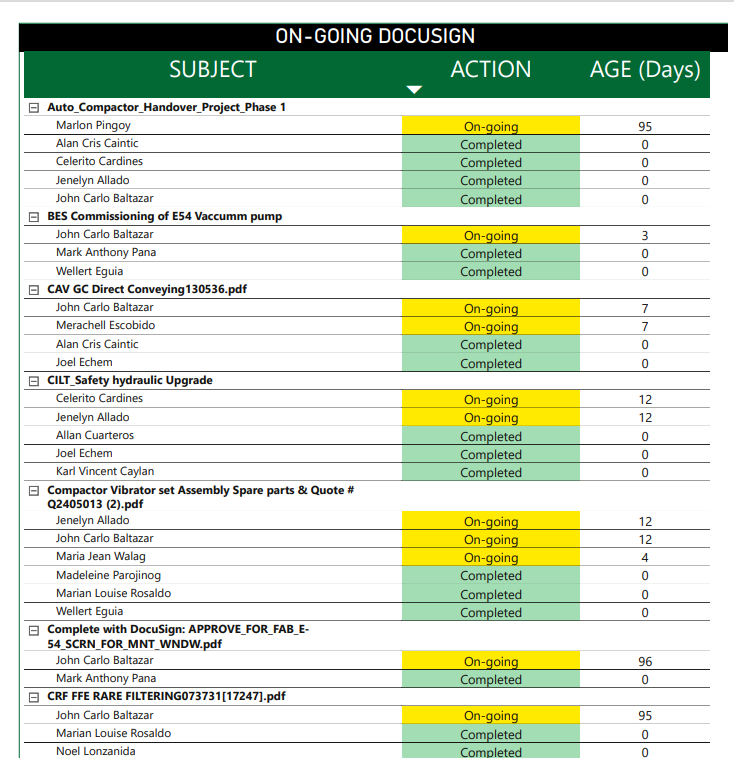 ON-GOING DOCUSIGN
SUBJECT ACTION AGE (Days)
Auto_Compactor_Handover_Project_Phase 1
Marlon Pingoy On-going 95
Alan Cris Caintic Completed 0
Celerito Cardines Completed 0
Jenelyn Allado Completed 0
John Carlo Baltazar Completed 0
BES Commissioning of E54 Vaccumm pump
John Carlo Baltazar On-going 3
Mark Anthony Pana Completed 0
Wellert Eguia Completed 0
CAV GC Direct Conveying130536.pdf
John Carlo Baltazar On-going 7
Merachell Escobido On-going 7
Alan Cris Caintic Completed 0
Joel Echem Completed 0
CILT_Safety hydraulic Upgrade
Celerito Cardines On-going 12
Jenelyn Allado On-going 12
Allan Cuarteros Completed 0
Joel Echem Completed 0
Karl Vincent Caylan Completed 0
Compactor Vibrator set Assembly Spare parts & Quote #
Q2405013 (2).pdf
Jenelyn Allado On-going 12
John Carlo Baltazar On-going 12
Maria Jean Walag On-going 4
Madeleine Parojinog Completed 0
Marian Louise Rosaldo Completed 0
Wellert Eguia Completed 0
Complete with DocuSign: APPROVE_FOR_FAB_E-
54_SCRN_FOR_MNT_WNDW.pdf
John Carlo Baltazar On-going 96
Mark Anthony Pana Completed 0
CRF FFE RARE FILTERING073731[17247].pdf
John Carlo Baltazar On-going 95
Marian Louise Rosaldo Completed 0
Noel Lonzanida Completed 0